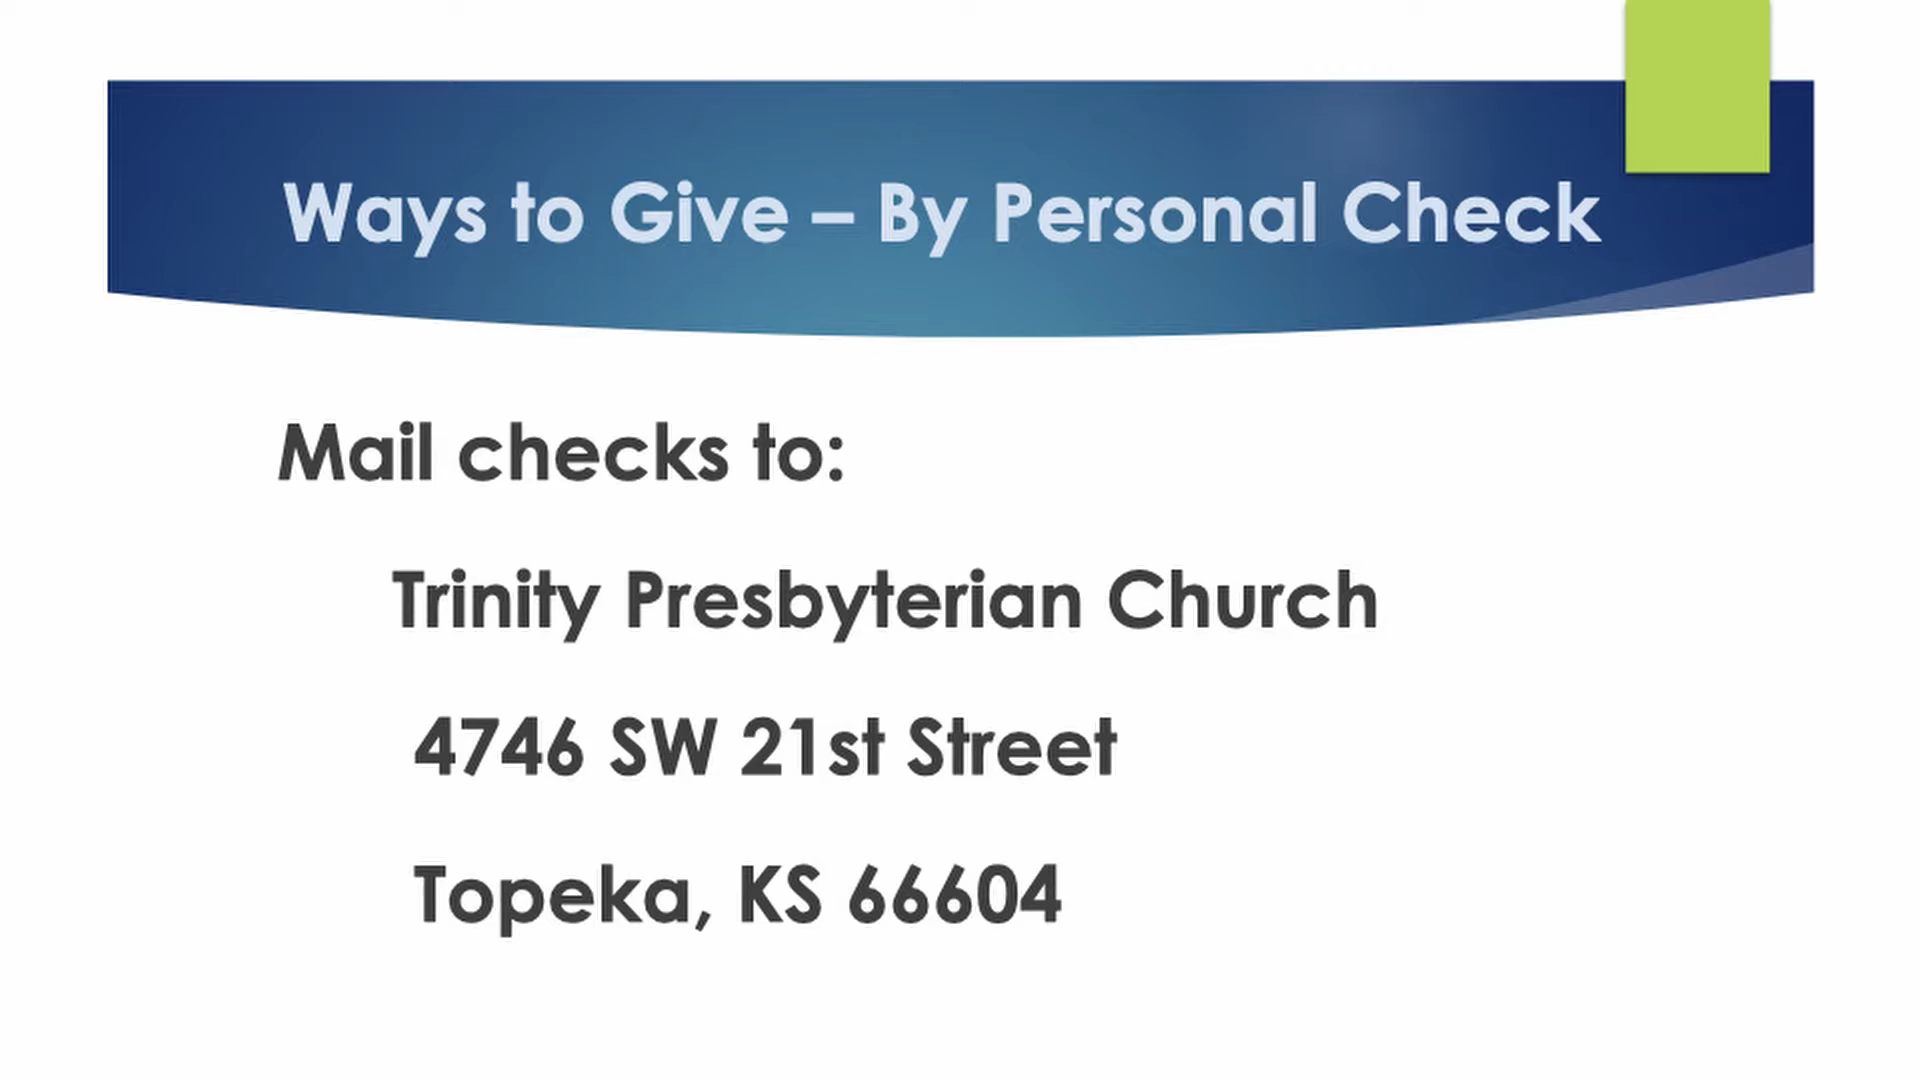 Ways to Give – By Personal Check
Mail checks to:
Trinity Presbyterian Church
4746 SW 21st Street
Topeka, KS 66604